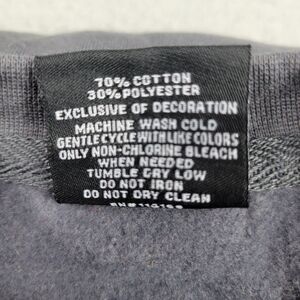 70% COTTON
30% POLYESTER
EXCLUSIVE OF DECORATION
MACHINE WASH COLD
GENTLE CYCLE WITH LIKE COLORS
ONLY NON-CHLORINE BLEACH
WHEN NEEDED
TUMBLE DRY LOW
DO NOT IRON
DO NOT DRY CLEAN